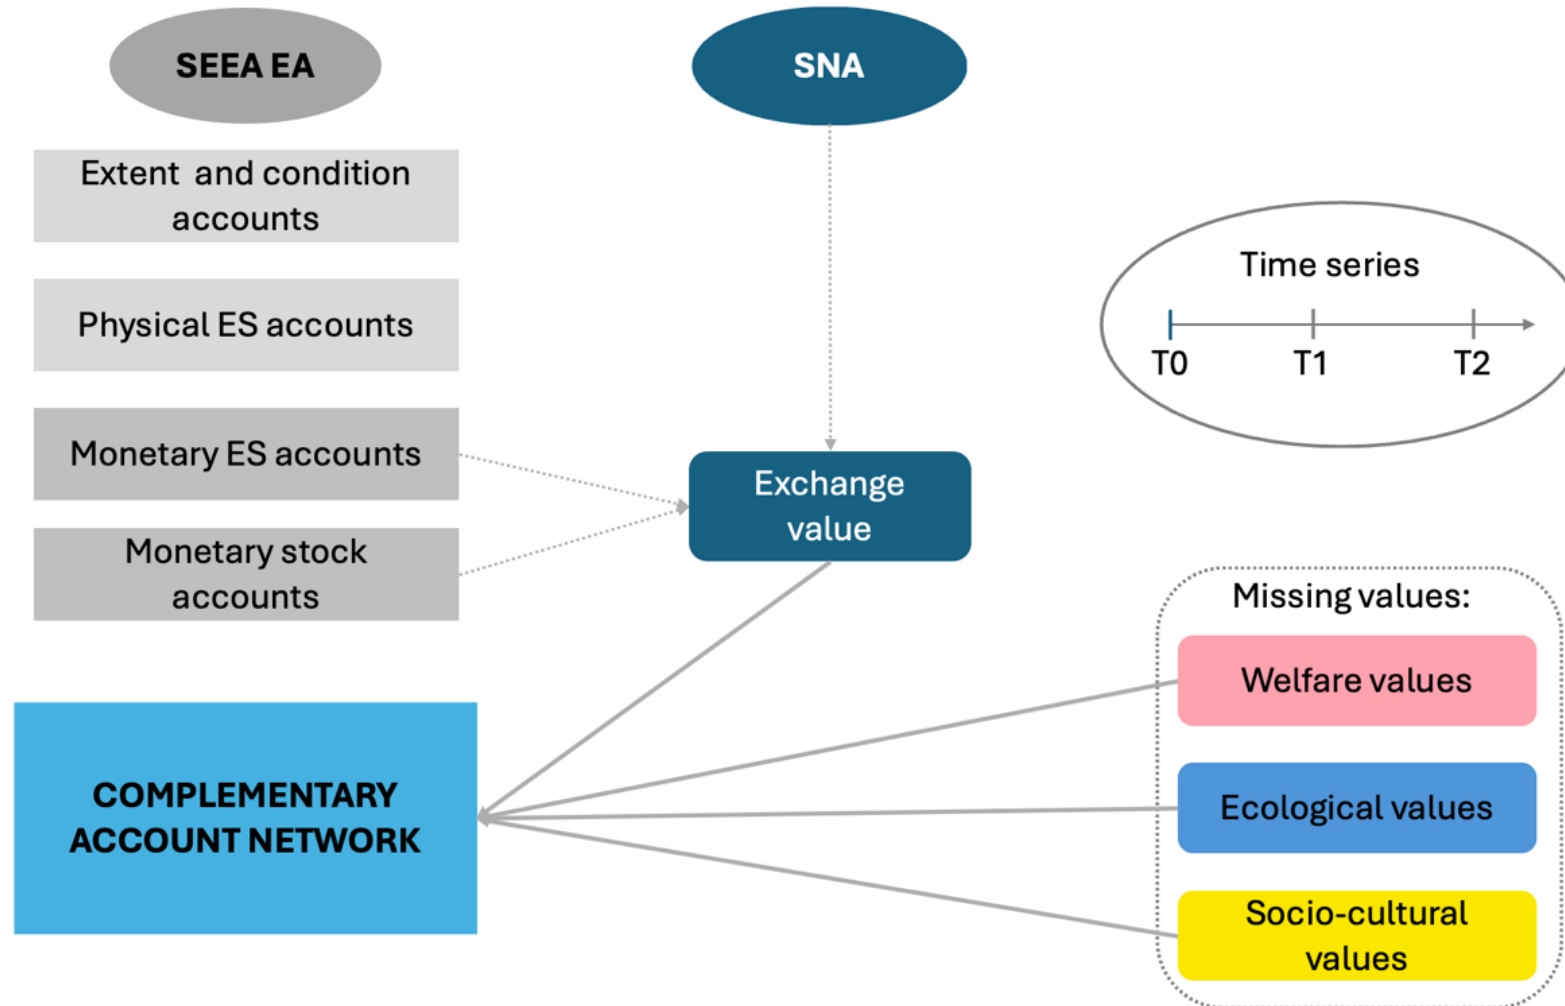 SEEA EA
SNA
Extent and condition
accounts
Physical ES accounts
Monetary ES accounts
Monetary stock
accounts
Exchange
value
Time series
T0 T1 T2
Missing values:
Welfare values
Ecological values
Socio-cultural
values
COMPLEMENTARY
ACCOUNT NETWORK